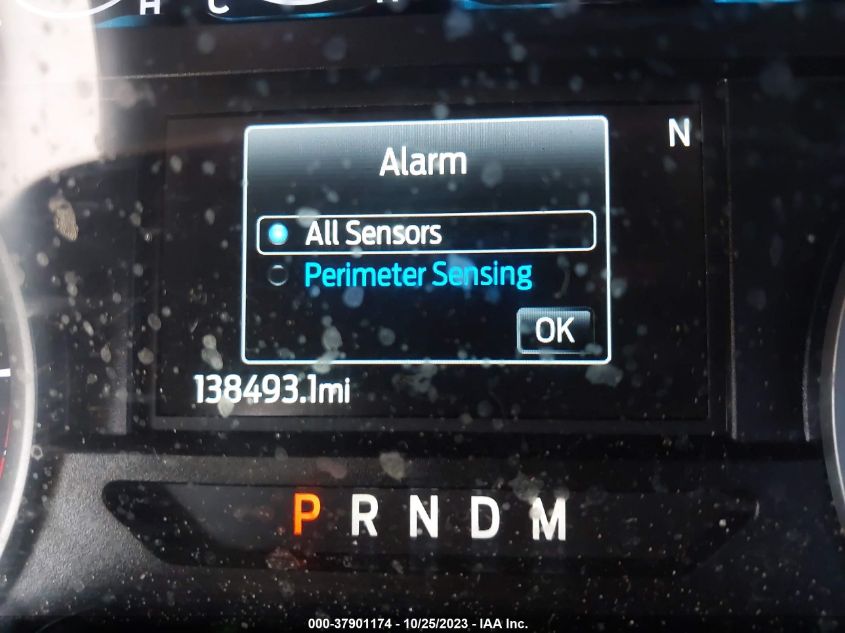 H C H
N
Alarm
All Sensors
Perimeter Sensing
OK
138493.1mi
P R N D M
000-37901174 - 10/25/2023 - IAA Inc.